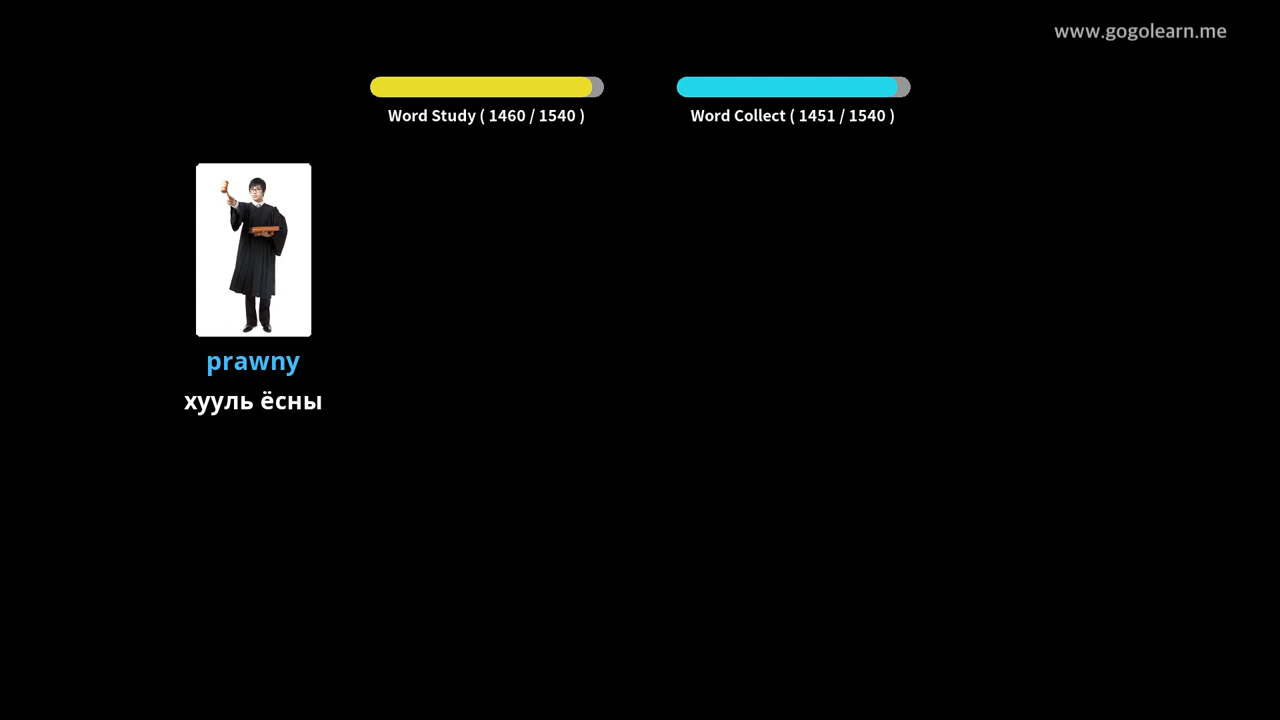 www.gogolearn.me
Word Study ( 1460 / 1540 )
Word Collect ( 1451 / 1540 )
prawny
хууль ёсны